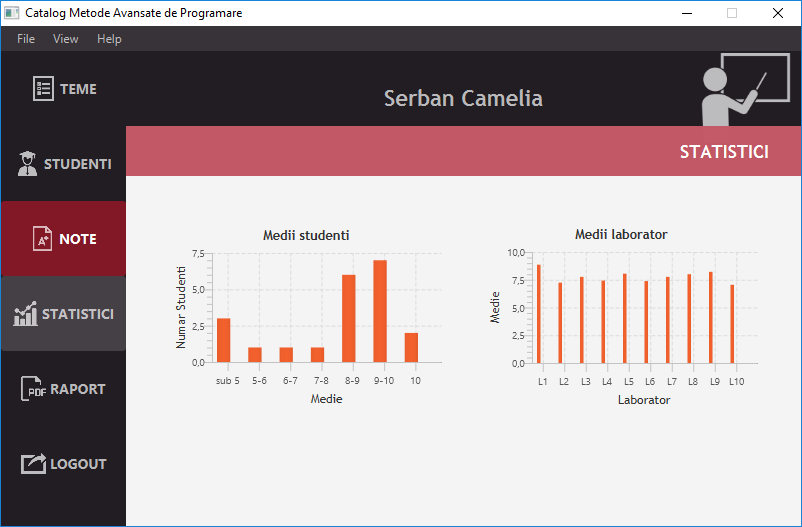 Catalog Metode Avansate de Programare
File View Help
TEME
STUDENTI
A+
NOTE
STATISTICI
PDF
RAPORT
LOGOUT
Serban Camelia
STATISTICI
Medii studenti
Numar Studenti
7,5
5,0
2,5
0,0
sub 5 5-6 6-7 7-8 8-9 9-10 10
Medie
Medii laborator
Medie
10,0
7,5
5,0
2,5
0,0
L1 L2 L3 L4 L5 L6 L7 L8 L9 L10
Laborator